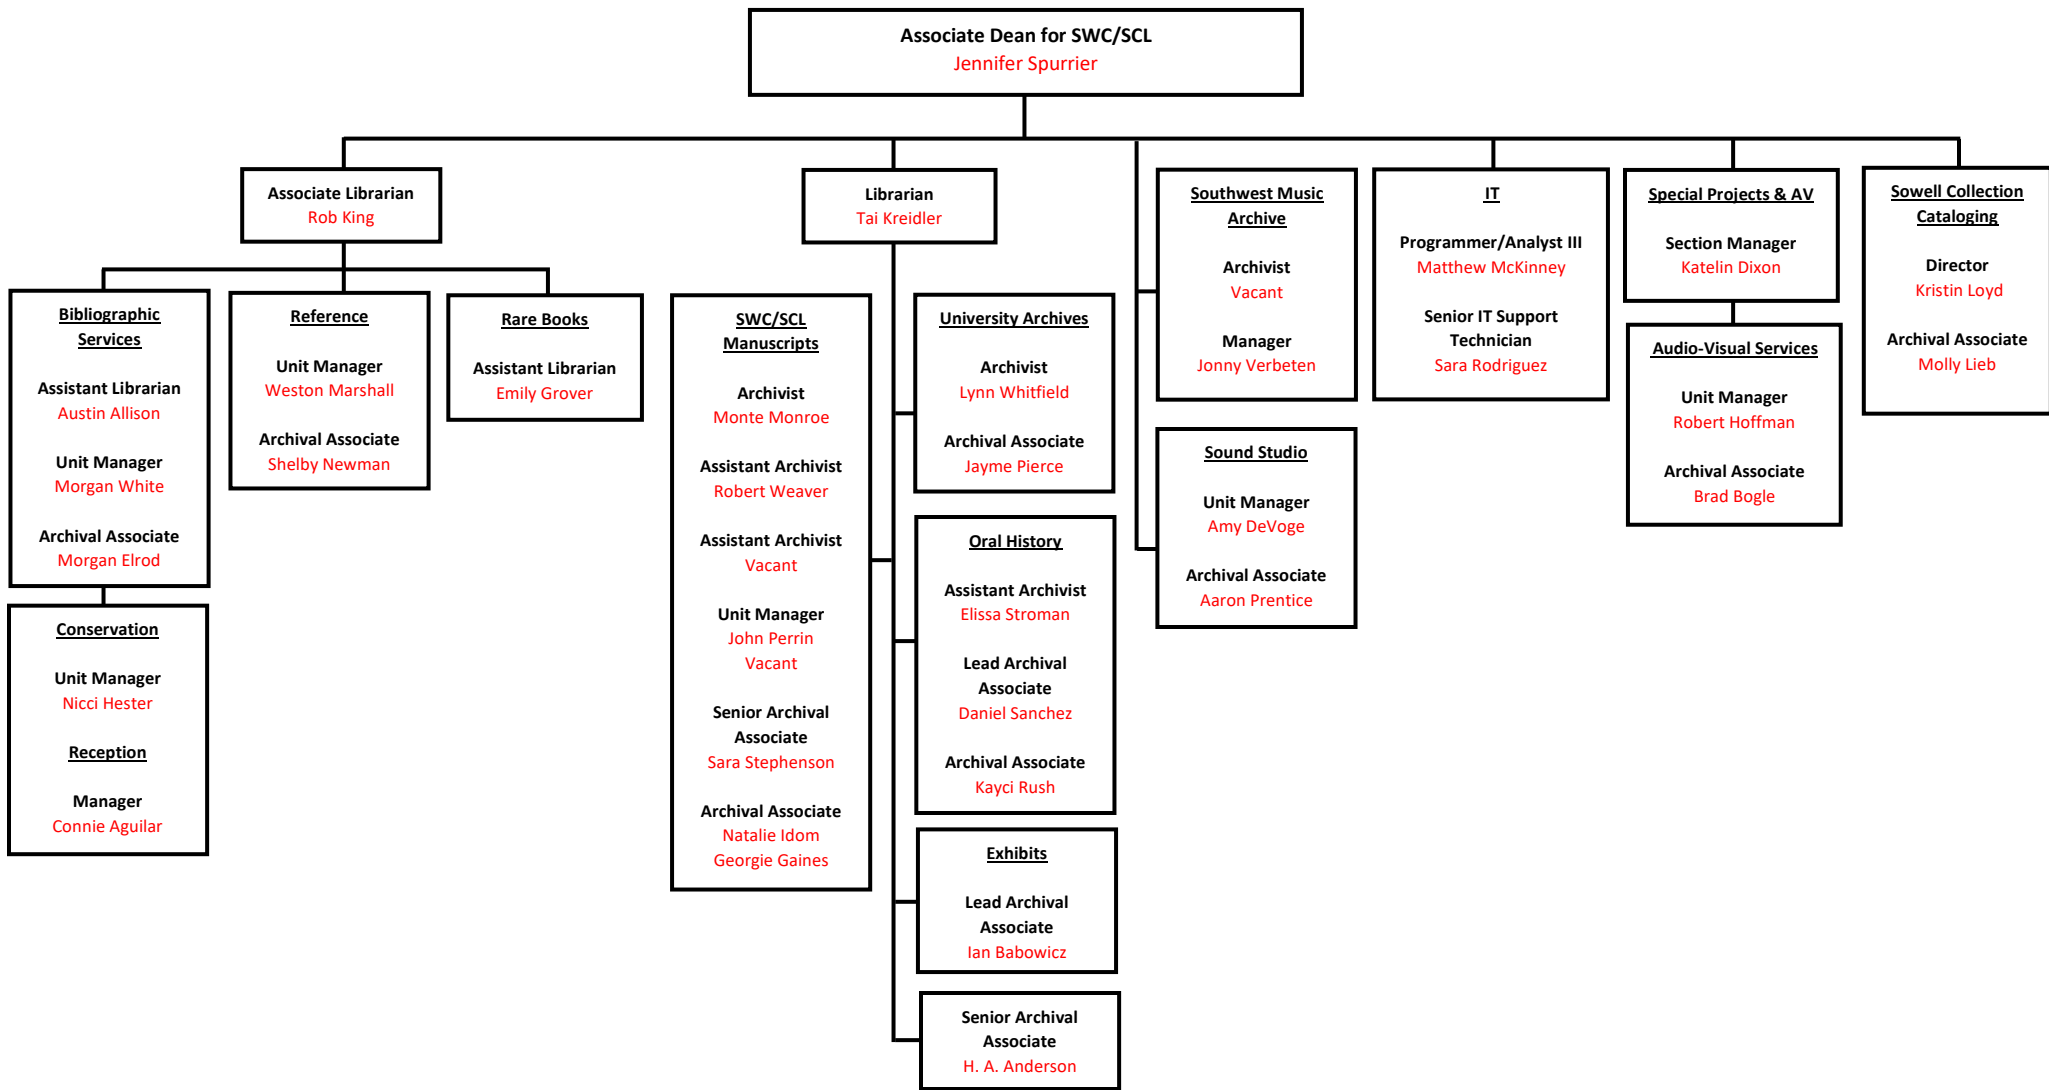 Associate Dean for SWC/SCL
Jennifer Spurrier
Associate Librarian
Rob King
Bibliographic
Services
Assistant Librarian
Austin Allison
Unit Manager
Morgan White
Archival Associate
Morgan Elrod
Conservation
Unit Manager
Nicci Hester
Reception
Manager
Connie Aguilar
Reference
Unit Manager
Weston Marshall
Archival Associate
Shelby Newman
Rare Books
Assistant Librarian
Emily Grover
Librarian
Tai Kreidler
SWC/SCL
Manuscripts
Archivist
Monte Monroe
Assistant Archivist
Robert Weaver
Assistant Archivist
Vacant
Unit Manager
John Perrin
Vacant
Senior Archival
Associate
Sara Stephenson
Archival Associate
Natalie Idom
Georgie Gaines
University Archives
Archivist
Lynn Whitfield
Archival Associate
Jayme Pierce
Oral History
Assistant Archivist
Elissa Stroman
Lead Archival
Associate
Daniel Sanchez
Archival Associate
Kayci Rush
Exhibits
Lead Archival
Associate
Ian Babowicz
Senior Archival
Associate
H. A. Anderson
Southwest Music
Archive
Archivist
Vacant
Manager
Jonny Verbeten
Sound Studio
Unit Manager
Amy DeVoge
Archival Associate
Aaron Prentice
IT
Programmer/Analyst III
Matthew McKinney
Senior IT Support
Technician
Sara Rodriguez
Special Projects & AV
Section Manager
Katelin Dixon
Audio-Visual Services
Unit Manager
Robert Hoffman
Archival Associate
Brad Bogle
Sowell Collection
Cataloging
Director
Kristin Loyd
Archival Associate
Molly Lieb